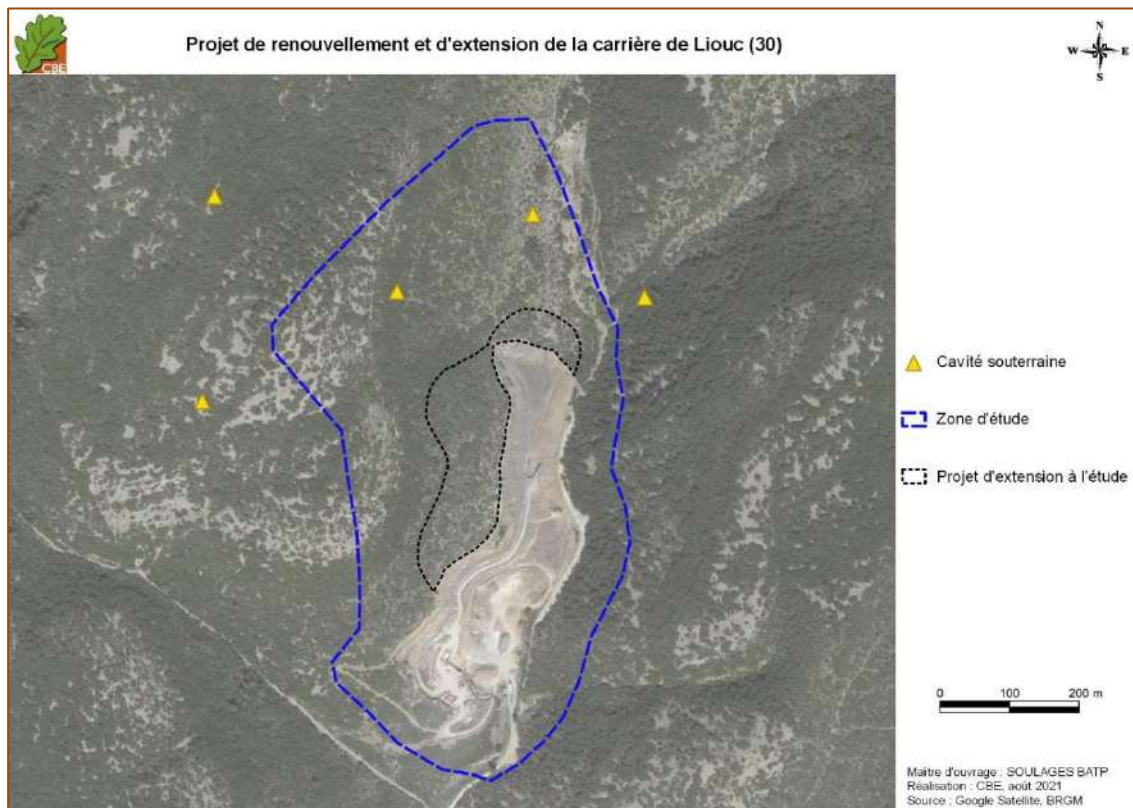 CBE
Projet de renouvellement et d'extension de la carrière de Liouc (30)
N
W E
S
Cavité souterraine
Zone d'étude
Projet d'extension à l'étude
0 100 200 m
Maître d'ouvrage : SOULAGES BATP
Réalisation : CBE, août 2021
Source : Google Satellite, BRGM